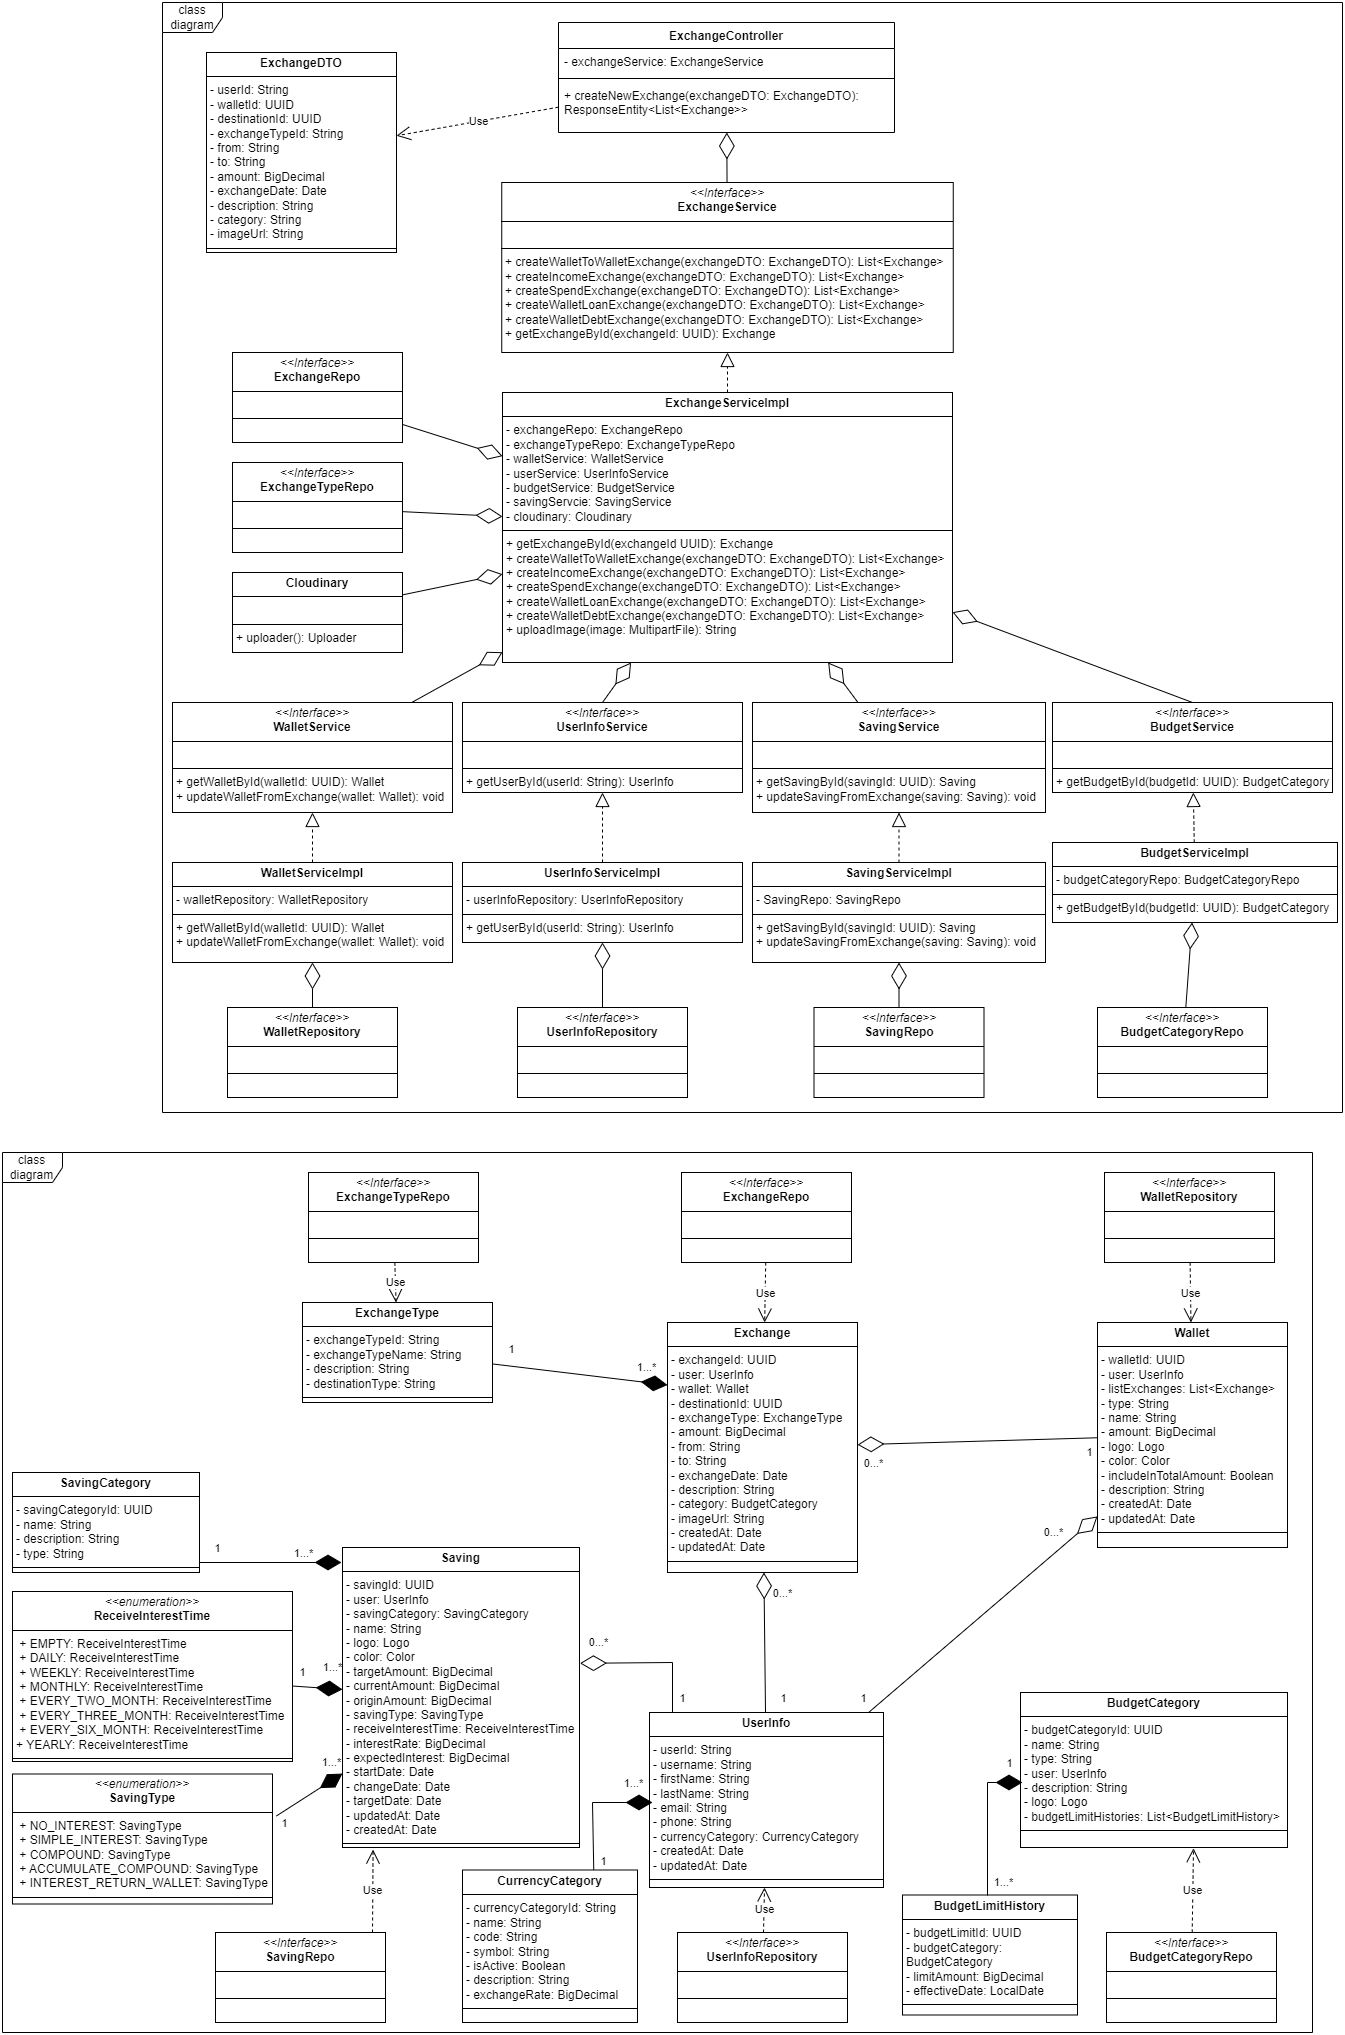 class
diagram
ExchangeController
- exchangeService: ExchangeService
+ createNewExchange(exchangeDTO: ExchangeDTO):
ResponseEntity<List<Exchange>>
ExchangeDTO
- userId: String
- walletId: UUID
- destinationId: UUID
- exchangeTypeId: String
- from: String
- to: String
- amount: BigDecimal
- exchangeDate: Date
- description: String
- category: String
- imageUrl: String
Use
<<Interface>>
ExchangeService
+ createWalletToWalletExchange(exchangeDTO: ExchangeDTO): List<Exchange>
+ createIncomeExchange(exchangeDTO: ExchangeDTO): List<Exchange>
+ createSpendExchange(exchangeDTO: ExchangeDTO): List<Exchange>
+ createWalletLoanExchange(exchangeDTO: ExchangeDTO): List<Exchange>
+ createWalletDebtExchange(exchangeDTO: ExchangeDTO): List<Exchange>
+ getExchangeById(exchangeId: UUID): Exchange
<<Interface>>
ExchangeRepo
<<Interface>>
ExchangeTypeRepo
Cloudinary
+ uploader(): Uploader
ExchangeServiceImpl
- exchangeRepo: ExchangeRepo
- exchangeTypeRepo: ExchangeTypeRepo
- walletService: WalletService
- userService: UserInfoService
- budgetService: BudgetService
- savingServcie: SavingService
- cloudinary: Cloudinary
+ getExchangeById(exchangeId UUID): Exchange
+ createWalletToWalletExchange(exchangeDTO: ExchangeDTO): List<Exchange>
+ createIncomeExchange(exchangeDTO: ExchangeDTO): List<Exchange>
+ createSpendExchange(exchangeDTO: ExchangeDTO): List<Exchange>
+ createWalletLoanExchange(exchangeDTO: ExchangeDTO): List<Exchange>
+ createWalletDebtExchange(exchangeDTO: ExchangeDTO): List<Exchange>
+ uploadImage(image: MultipartFile): String
<<Interface>>
WalletService
+ getWalletById(walletId: UUID): Wallet
+ updateWalletFromExchange(wallet: Wallet): void
<<Interface>>
UserInfoService
+ getUserById(userId: String): UserInfo
<<Interface>>
SavingService
+ getSavingById(savingId: UUID): Saving
+ updateSavingFromExchange(saving: Saving): void
<<Interface>>
BudgetService
+ getBudgetById(budgetId: UUID): BudgetCategory
WalletServiceImpl
- walletRepository: WalletRepository
+ getWalletById(walletId: UUID): Wallet
+ updateWalletFromExchange(wallet: Wallet): void
UserInfoServiceImpl
- userInfoRepository: UserInfoRepository
+ getUserById(userId: String): UserInfo
SavingServiceImpl
- SavingRepo: SavingRepo
+ getSavingById(savingId: UUID): Saving
+ updateSavingFromExchange(saving: Saving): void
BudgetServiceImpl
- budgetCategoryRepo: BudgetCategoryRepo
+ getBudgetById(budgetId: UUID): BudgetCategory
<<Interface>>
WalletRepository
<<Interface>>
UserInfoRepository
<<Interface>>
SavingRepo
<<Interface>>
BudgetCategoryRepo
class
diagram
<<Interface>>
ExchangeTypeRepo
<<Interface>>
ExchangeRepo
<<Interface>>
WalletRepository
Use
Use
Use
ExchangeType
- exchangeTypeId: String
- exchangeTypeName: String
- description: String
- destinationType: String
1
1...*
Exchange
- exchangeId: UUID
- user: UserInfo
- wallet: Wallet
- destinationId: UUID
- exchangeType: ExchangeType
- amount: BigDecimal
- from: String
- to: String
- exchangeDate: Date
- description: String
- category: BudgetCategory
- imageUrl: String
- createdAt: Date
- updatedAt: Date
0...*
1
Wallet
- walletId: UUID
- user: UserInfo
- listExchanges: List<Exchange>
- type: String
- name: String
- amount: BigDecimal
- logo: Logo
- color: Color
- includeInTotalAmount: Boolean
- description: String
- createdAt: Date
- updatedAt: Date
0...*
0...*
SavingCategory
- savingCategoryId: UUID
- name: String
- description: String
- type: String
1
1...*
<<enumeration>>
ReceiveInterestTime
+ EMPTY: ReceiveInterestTime
+ DAILY: ReceiveInterestTime
+ WEEKLY: ReceiveInterestTime
+ MONTHLY: ReceiveInterestTime
+ EVERY_TWO_MONTH: ReceiveInterestTime
+ EVERY_THREE_MONTH: ReceiveInterestTime
+ EVERY_SIX_MONTH: ReceiveInterestTime
+ YEARLY: ReceiveInterestTime
1
1...*
<<enumeration>>
SavingType
+ NO_INTEREST: SavingType
+ SIMPLE_INTEREST: SavingType
+ COMPOUND: SavingType
+ ACCUMULATE_COMPOUND: SavingType
+ INTEREST_RETURN_WALLET: SavingType
1
1...*
Saving
- savingId: UUID
- user: UserInfo
- savingCategory: SavingCategory
- name: String
- logo: Logo
- color: Color
- targetAmount: BigDecimal
- currentAmount: BigDecimal
- originAmount: BigDecimal
- savingType: SavingType
- receiveInterestTime: ReceiveInterestTime
- interestRate: BigDecimal
- expectedInterest: BigDecimal
- startDate: Date
- changeDate: Date
- targetDate: Date
- updatedAt: Date
- createdAt: Date
0...*
1
1
1
UserInfo
- userId: String
- username: String
- firstName: String
- lastName: String
- email: String
- phone: String
- currencyCategory: CurrencyCategory
- createdAt: Date
- updatedAt: Date
1...*
1
BudgetCategory
- budgetCategoryId: UUID
- name: String
- type: String
- user: UserInfo
- description: String
- logo: Logo
- budgetLimitHistories: List<BudgetLimitHistory>
1
1...*
Use
Use
Use
<<Interface>>
SavingRepo
CurrencyCategory
- currencyCategoryId: String
- name: String
- code: String
- symbol: String
- isActive: Boolean
- description: String
- exchangeRate: BigDecimal
<<Interface>>
UserInfoRepository
BudgetLimitHistory
- budgetLimitId: UUID
- budgetCategory:
BudgetCategory
- limitAmount: BigDecimal
- effectiveDate: LocalDate
<<Interface>>
BudgetCategoryRepo